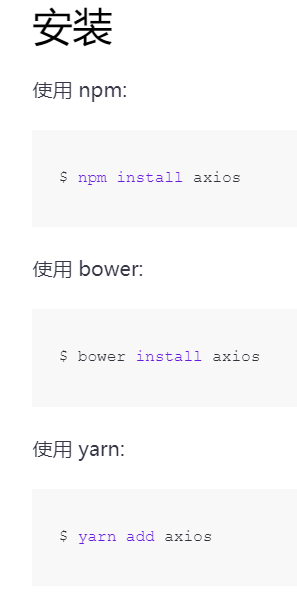 安装
使用 npm:
$ npm install axios
使用 bower:
$ bower install axios
使用 yarn:
$ yarn add axios